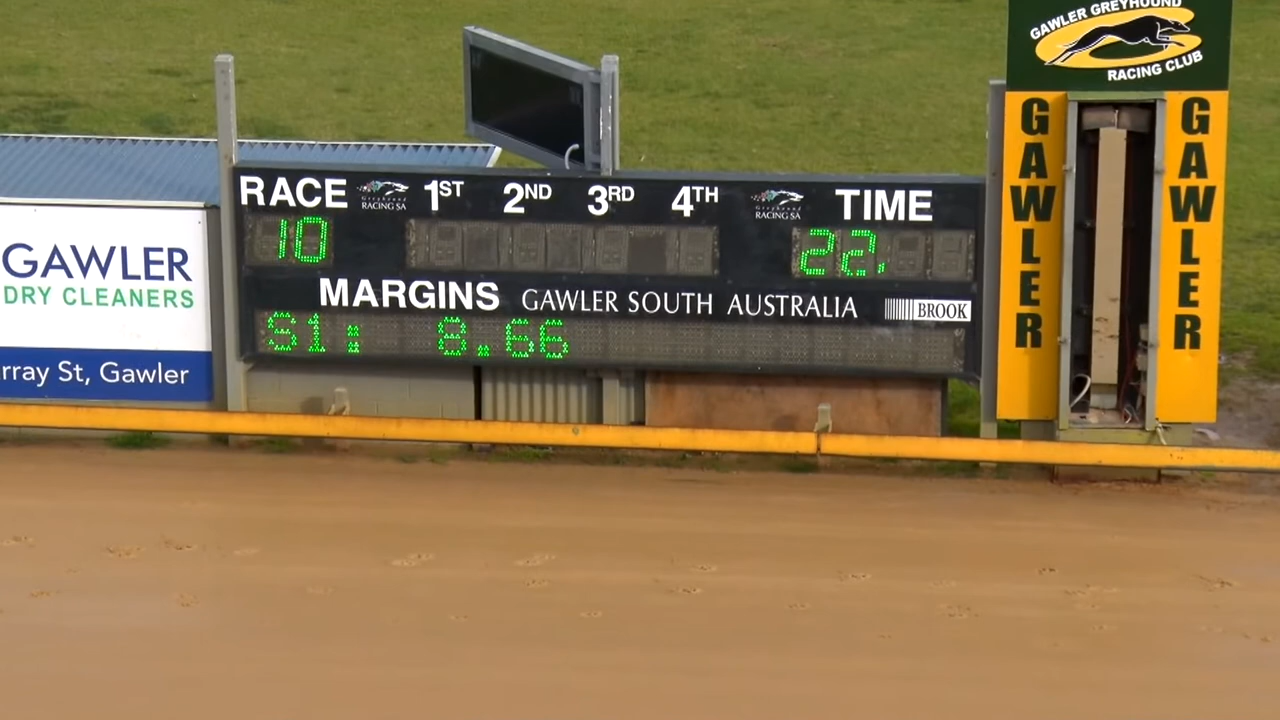 GAWLER GREYHOUND
RACING CLUB
GAWLER
GAWLER
RACE
Greyhound
RACING SA
1ST
2ND
3RD
4TH
Greyhound
RACING SA
TIME
10
22.
MARGINS
GAWLER SOUTH AUSTRALIA
BROOK
S1: 8.66
GAWLER
DRY CLEANERS
rray St, Gawler